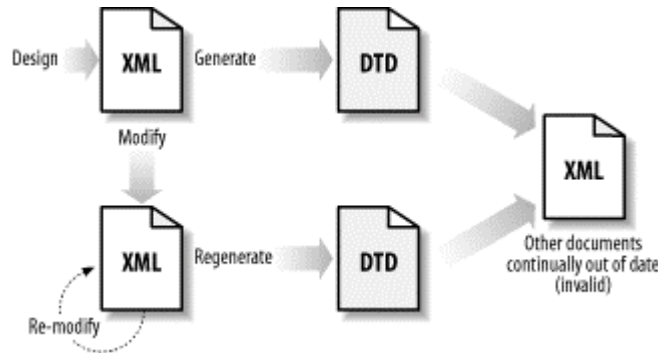 Design
XML
Generate
DTD
Modify
XML
Other documents
continually out of date
(invalid)
XML
Regenerate
DTD
Re-modify